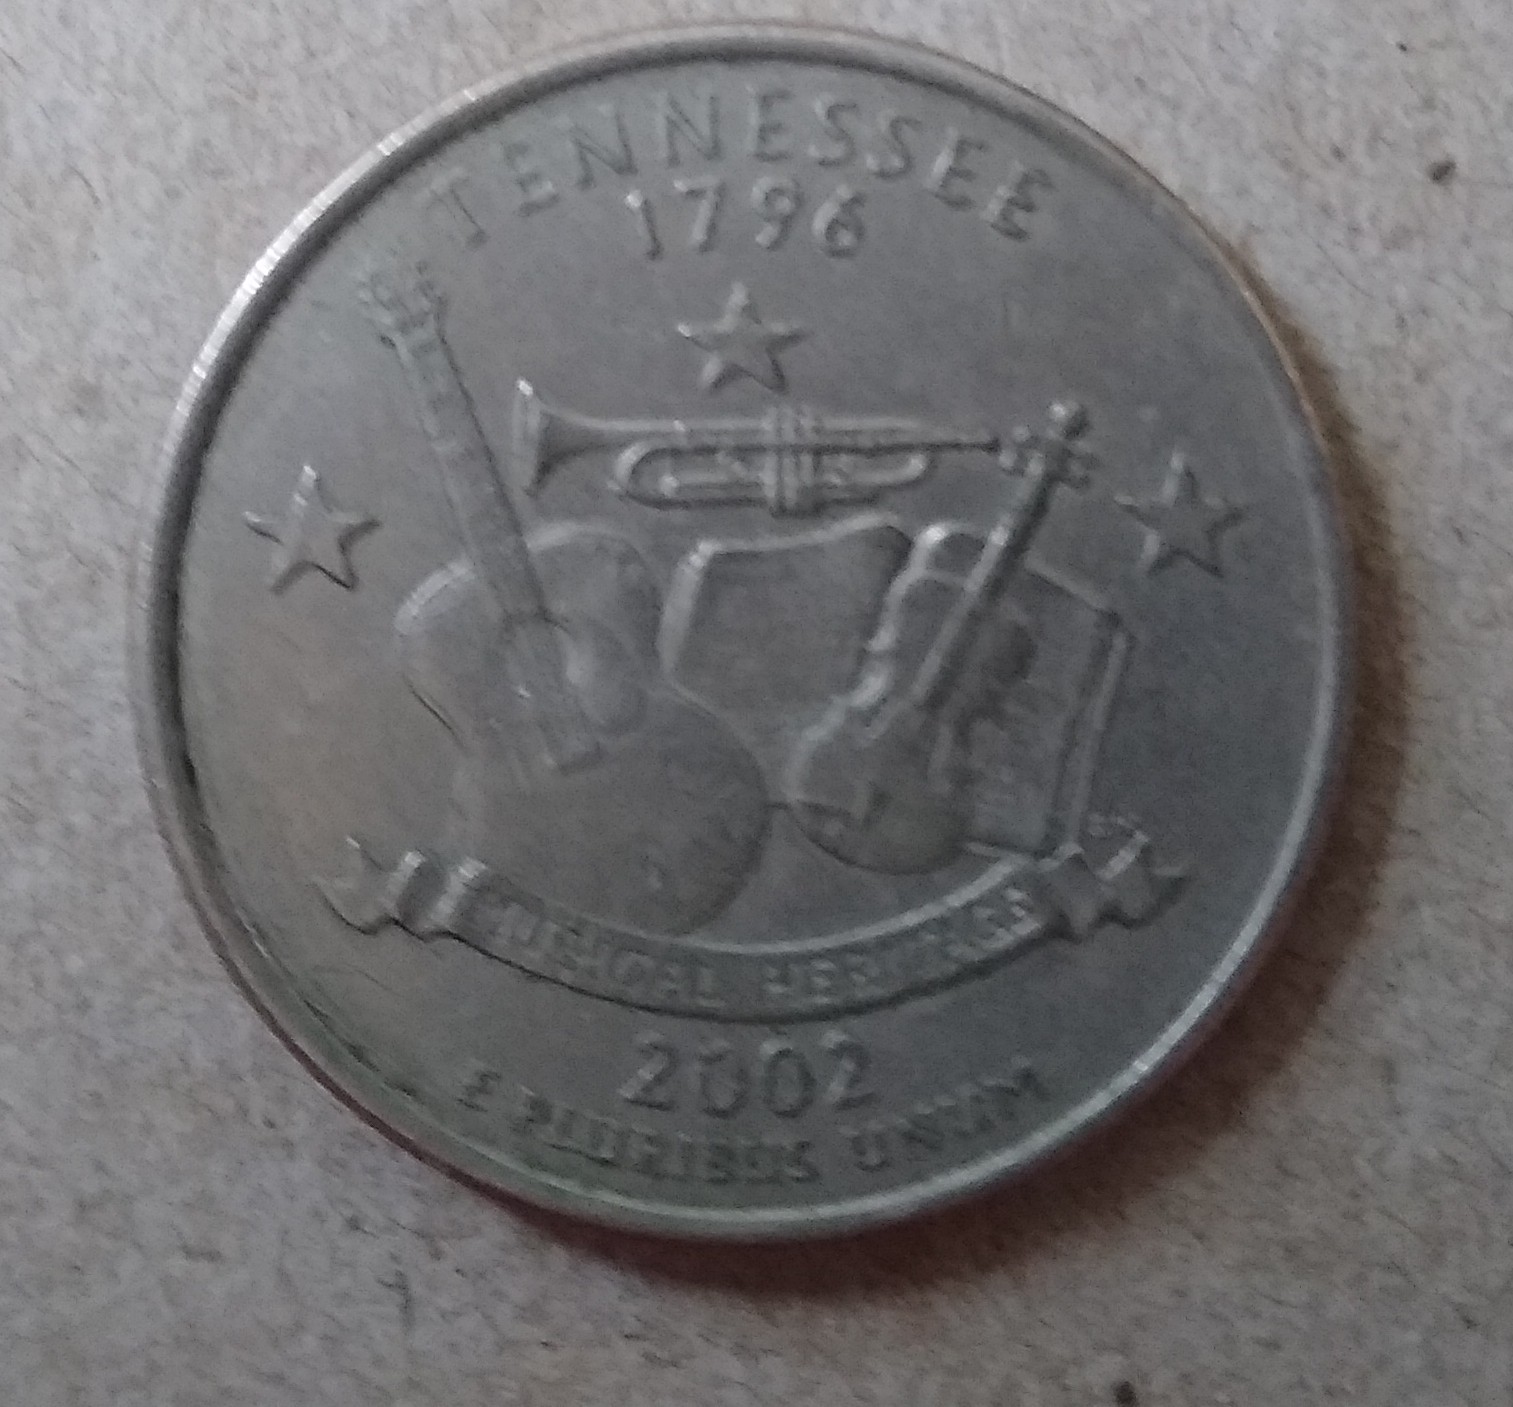 TENNESSEE
1796
MUSICAL HERITAGE
2002
E PLURIBUS UNUM